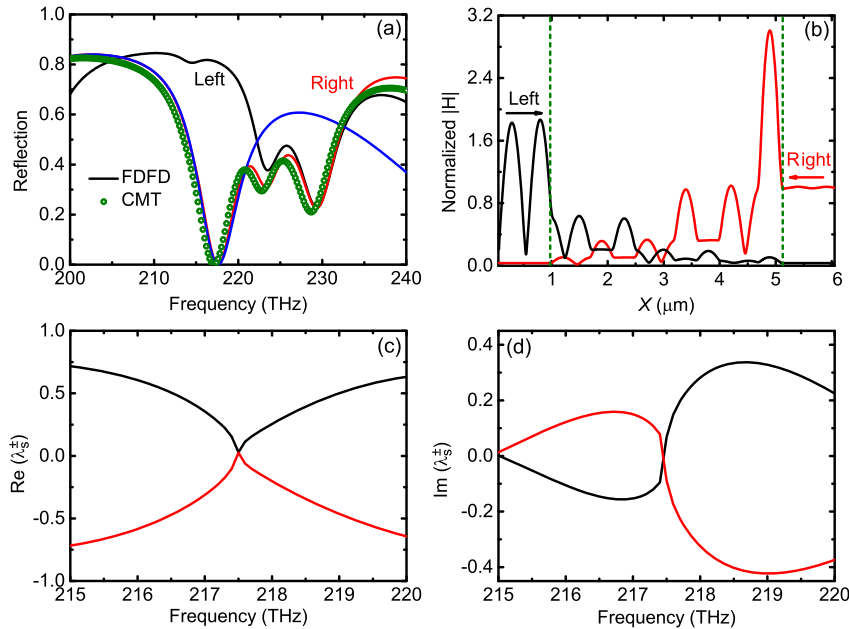 (a)
Left
Right
FDFD
CMT
Reflection
1.0
0.8
0.6
0.4
0.2
0.0
200 210 220 230 240
Frequency (THz)
(b)
Left
Right
Normalized |H|
3.2
2.4
1.6
0.8
0.0
1 2 3 4 5 6
X (μm)
(c)
Re (λₛ±)
1.0
0.5
0.0
-0.5
-1.0
215 216 217 218 219 220
Frequency (THz)
(d)
Im (λₛ±)
0.4
0.2
0.0
-0.2
-0.4
215 216 217 218 219 220
Frequency (THz)